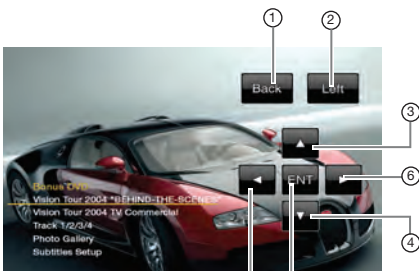 1
2
Back
Left
3
ENT
6
Bonus DVD
Vision Tour 2004 "BEHIND-THE-SCENES"
Vision Tour 2004 TV Commercial
Track 1/2/3/4
Photo Gallery
Subtitles Setup
4